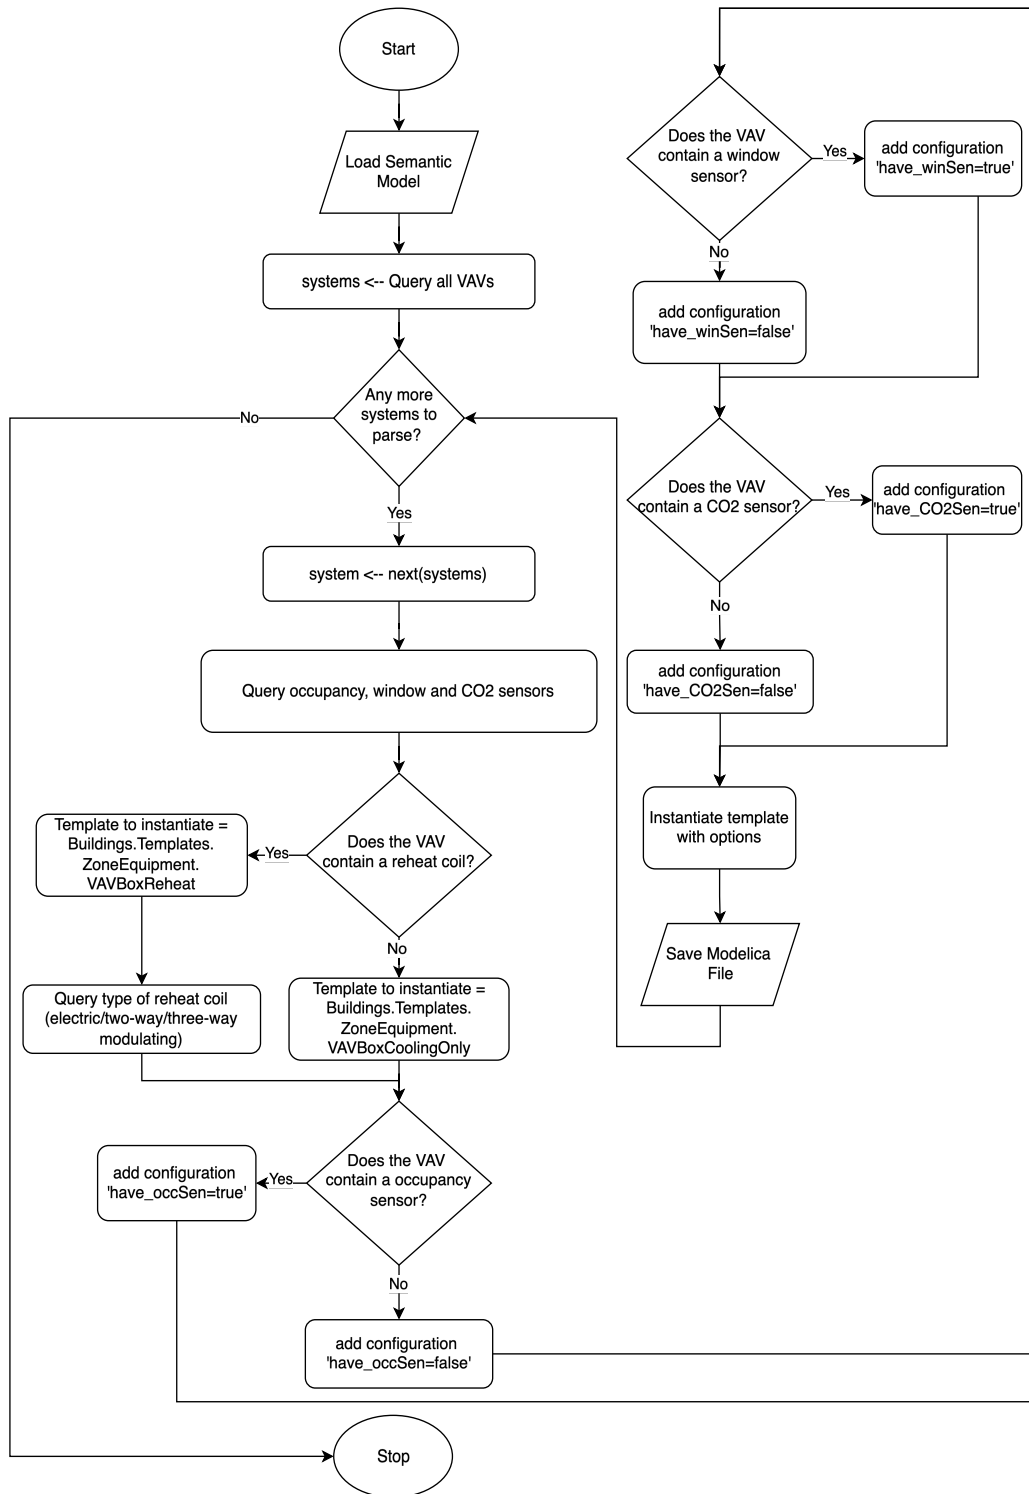 Start
Load Semantic
Model
systems <-- Query all VAVs
Any more
systems to
parse?
No
Yes
system <-- next(systems)
Query occupancy, window and CO2 sensors
Does the VAV
contain a reheat coil?
Yes
Template to instantiate =
Buildings.Templates.
ZoneEquipment.
VAVBoxReheat
Query type of reheat coil
(electric/two-way/three-way
modulating)
No
Template to instantiate =
Buildings.Templates.
ZoneEquipment.
VAVBoxCoolingOnly
Does the VAV
contain a occupancy
sensor?
Yes
add configuration
'have_occSen=true'
No
add configuration
'have_occSen=false'
Stop
Does the VAV
contain a window
sensor?
Yes
add configuration
'have_winSen=true'
No
add configuration
'have_winSen=false'
Does the VAV
contain a CO2 sensor?
Yes
add configuration
'have_CO2Sen=true'
No
add configuration
'have_CO2Sen=false'
Instantiate template
with options
Save Modelica
File